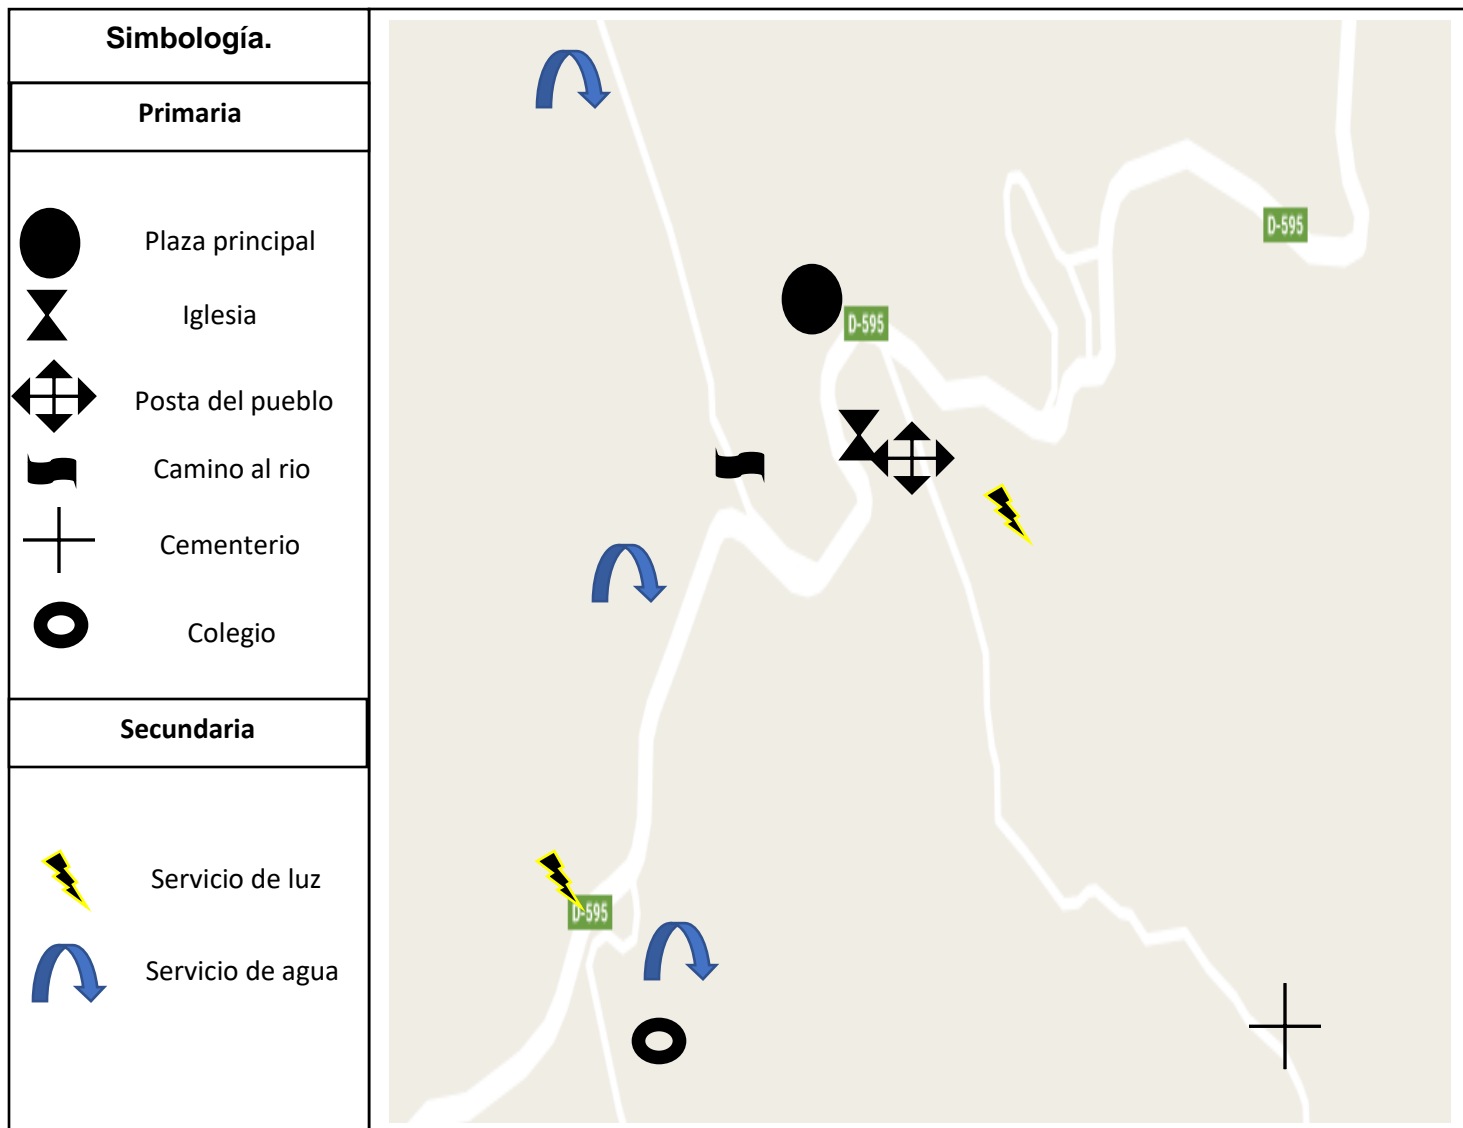 Simbología.
Primaria
Plaza principal
Iglesia
Posta del pueblo
Camino al rio
Cementerio
Colegio
Secundaria
Servicio de luz
Servicio de agua
D-595
D-595
D-595